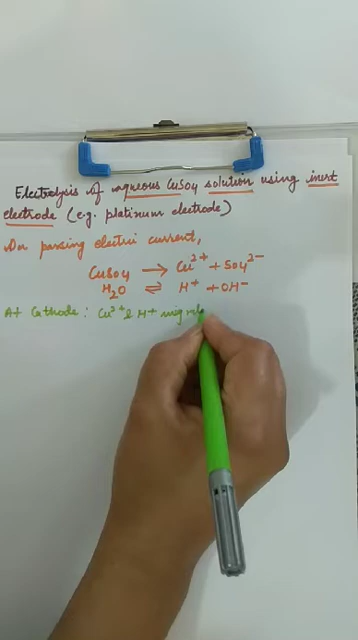 Electrolysis of aqueous CuSO4 solution using inert
electrode (e.g. platinum electrode)
On passing electric current,
CuSO4 → Cu²⁺ + SO4²⁻
H2O ⇌ H⁺ + OH⁻
At Cathode: Cu²⁺ & H⁺ migrat